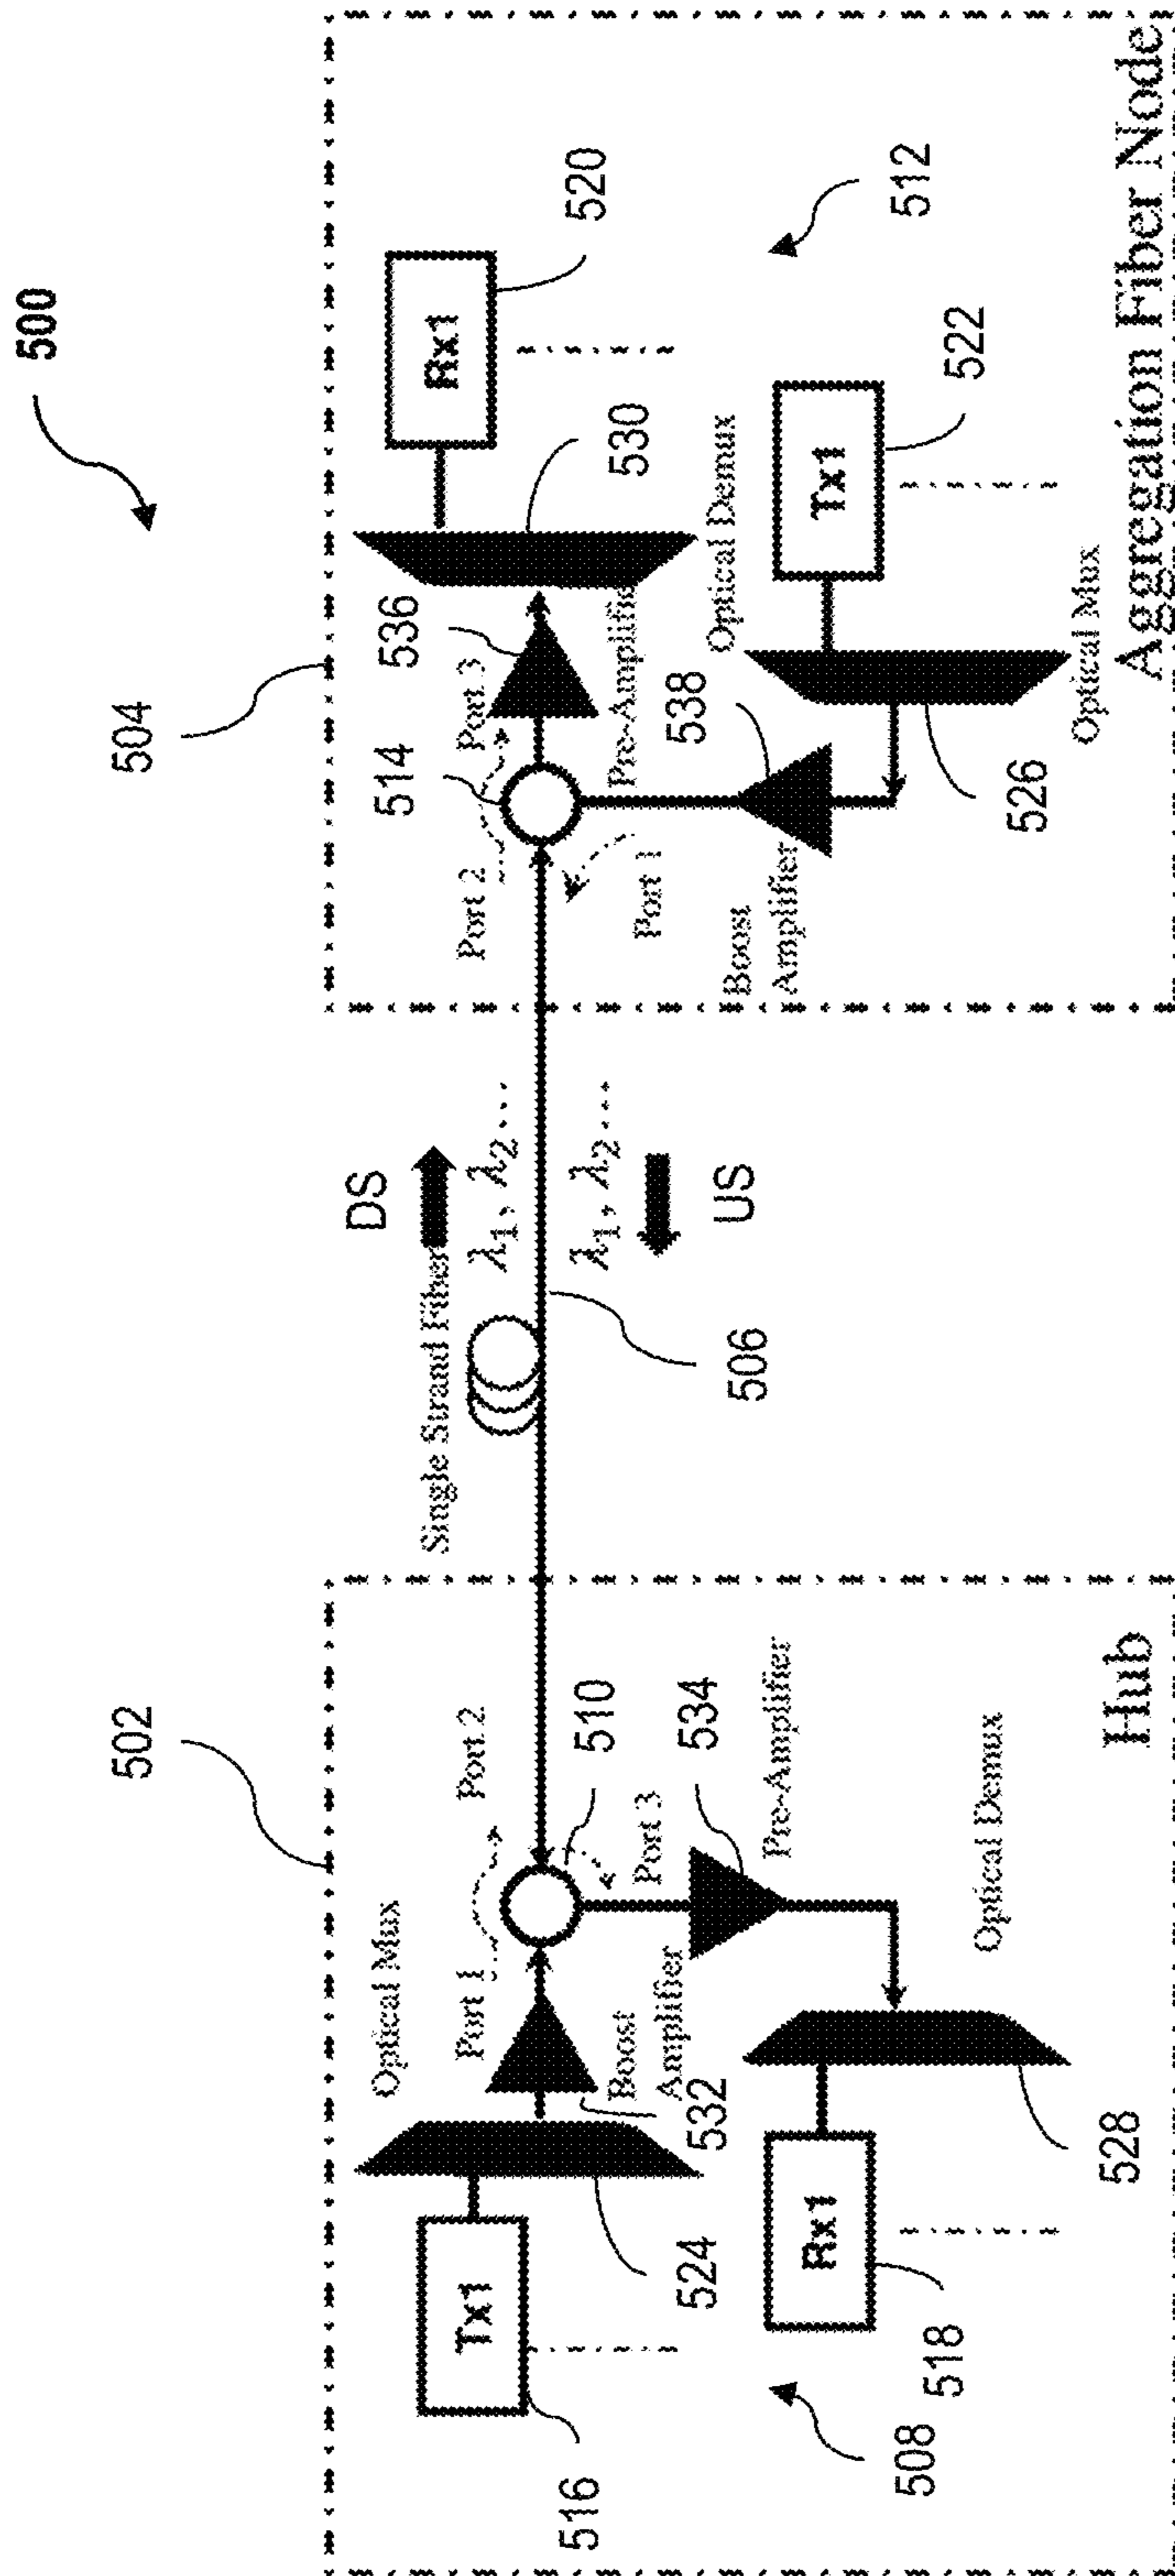 500
502
504
Optical Mux
Tx1
516
524
Port 1
Port 2
Boost
Amplifier
532
510
Port 3
534
Pre-Amplifier
Rx1
518
508
528
Optical Demux
Hub
Single Strand Fiber
DS
λ1, λ2...
λ1, λ2...
US
506
514
Port 2
Port 3
536
Pre-Amplifie
Port 1
Rx1
520
530
Optical Demux
512
Boost
Amplifier
538
Tx1
522
526
Optical Mux
Aggregation Fiber Node